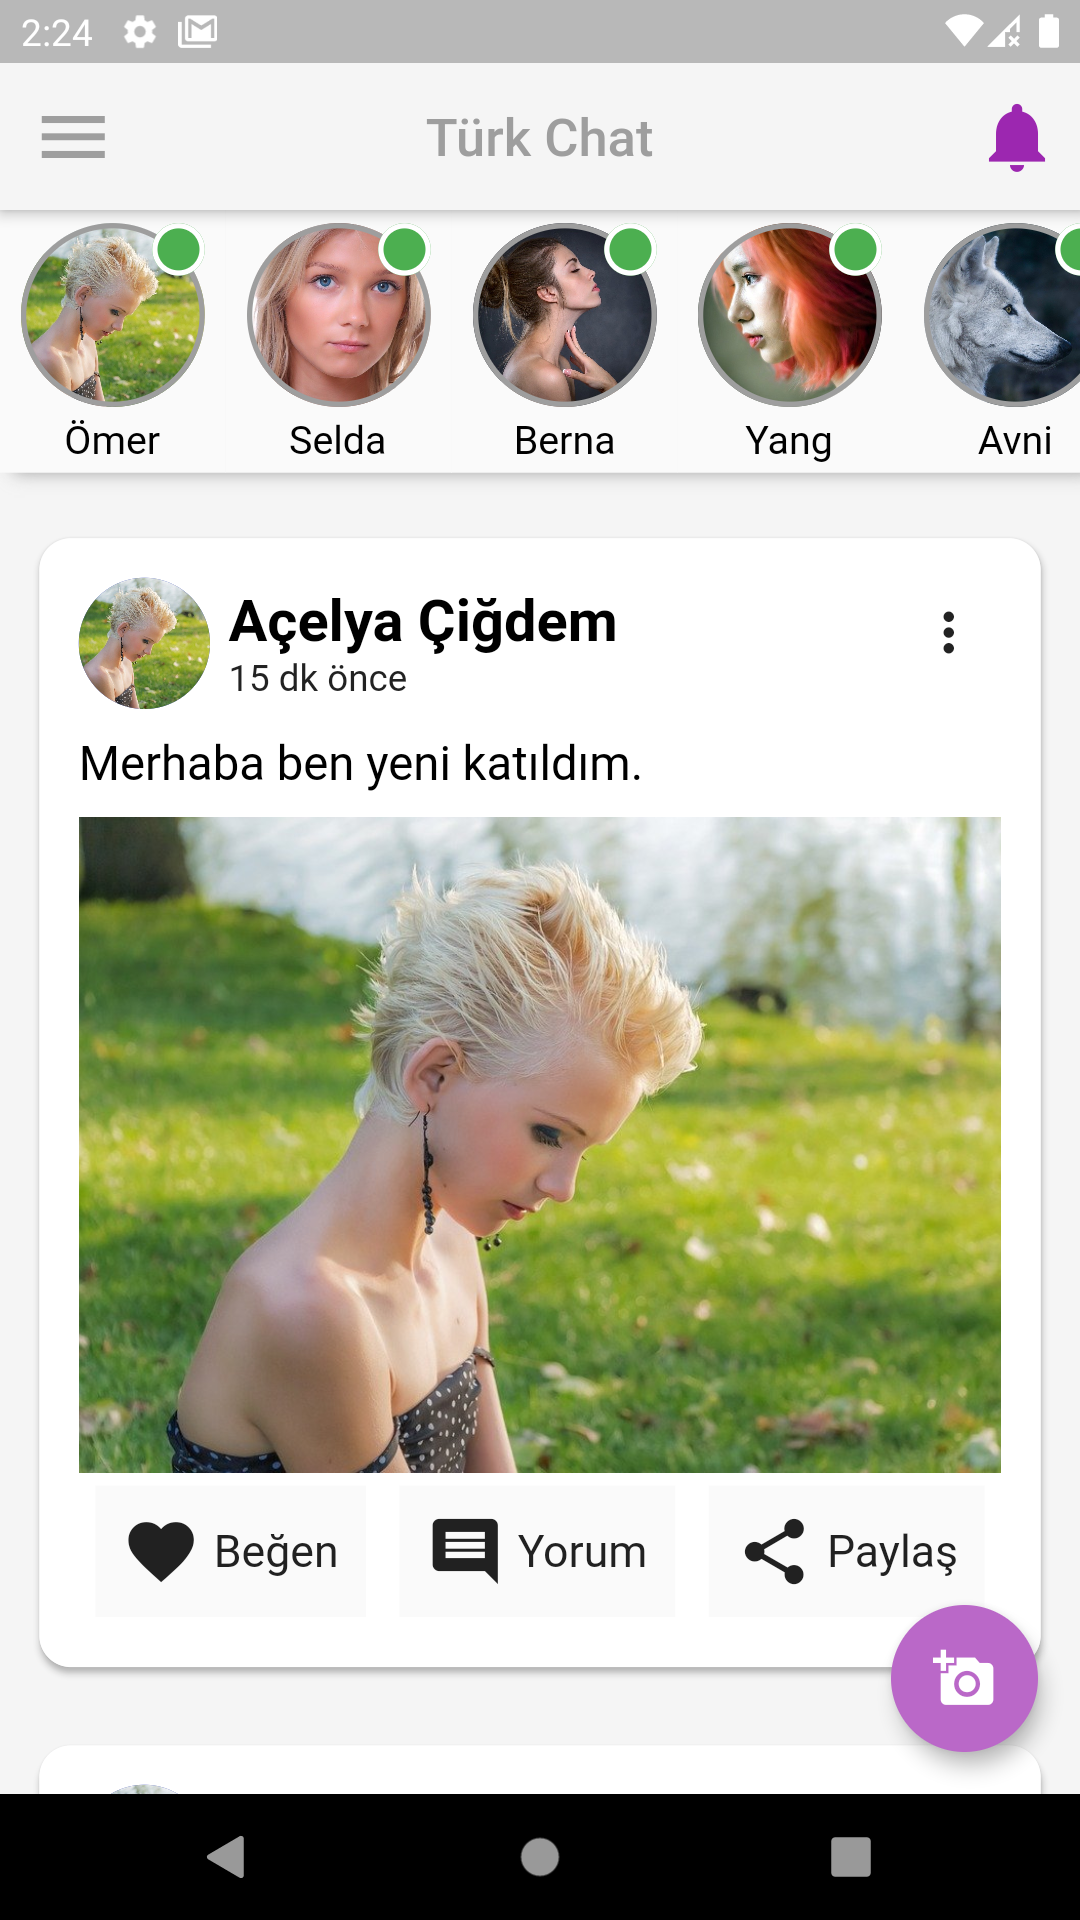 2:24
Türk Chat
Ömer
Selda
Berna
Yang
Avni
Açelya Çiğdem
15 dk önce
Merhaba ben yeni katıldım.
Beğen
Yorum
Paylaş